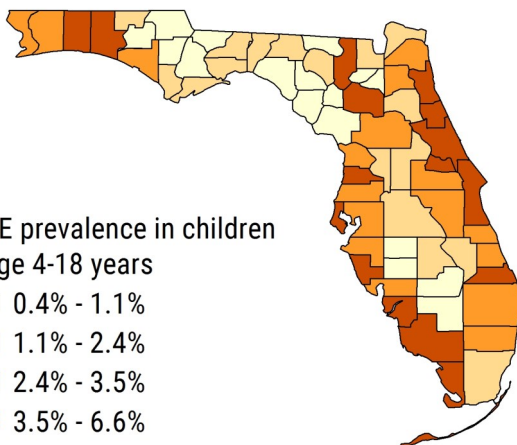 E prevalence in children
ge 4-18 years
0.4% - 1.1%
1.1% - 2.4%
2.4% - 3.5%
3.5% - 6.6%